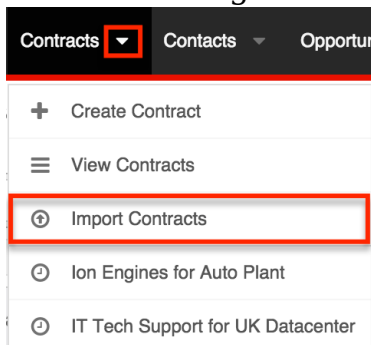 Contracts Contacts Opportun
Create Contract
View Contracts
Import Contracts
Ion Engines for Auto Plant
IT Tech Support for UK Datacenter